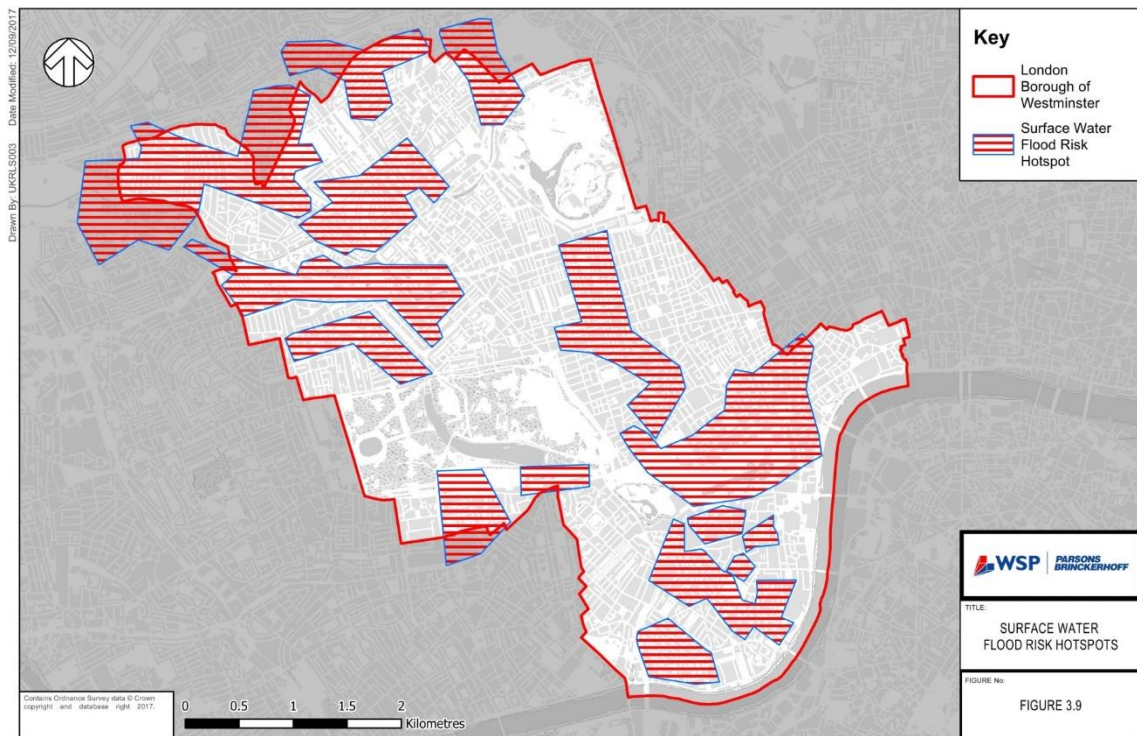 Drawn By: UKRLS003 Date Modified: 12/09/2017
Key
London
Borough of
Westminster
Surface Water
Flood Risk
Hotspot
WSP | PARSONS
BRINCKERHOFF
TITLE:
SURFACE WATER
FLOOD RISK HOTSPOTS
FIGURE No:
FIGURE 3.9
Contains Ordnance Survey data © Crown
copyright and database right 2017.
0 0.5 1 2
Kilometres